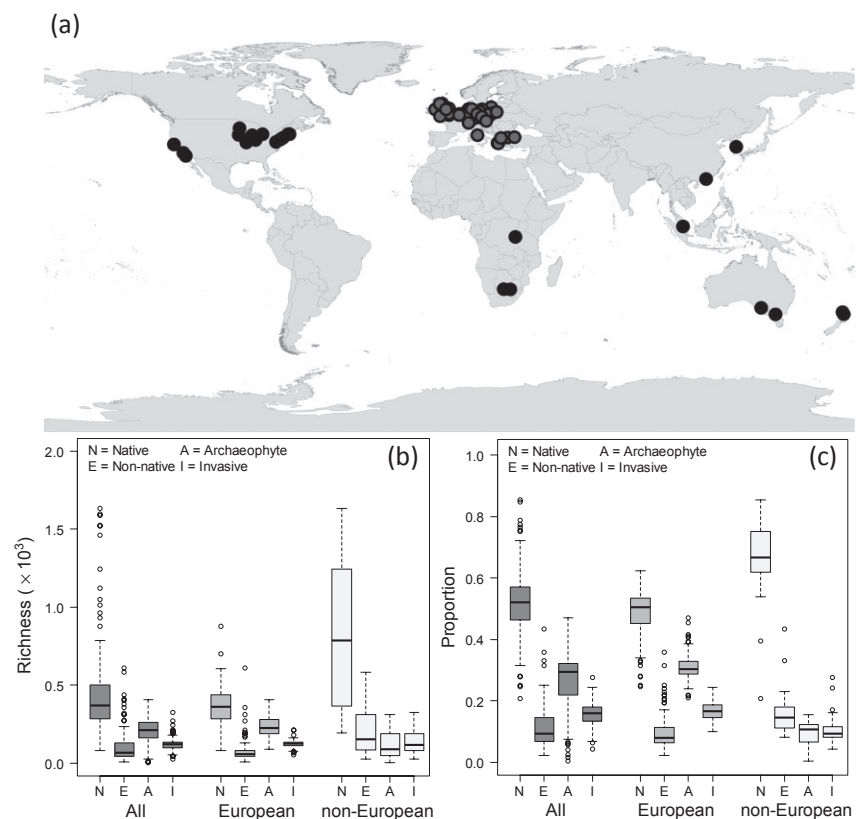 (a)
(b)
N = Native A = Archaeophyte
E = Non-native I = Invasive
Richness ( × 10³)
2.0
1.5
1.0
0.5
0.0
N E A I N E A I N E A I
All European non-European
(c)
N = Native A = Archaeophyte
E = Non-native I = Invasive
Proportion
1.0
0.8
0.6
0.4
0.2
0.0
N E A I N E A I N E A I
All European non-European